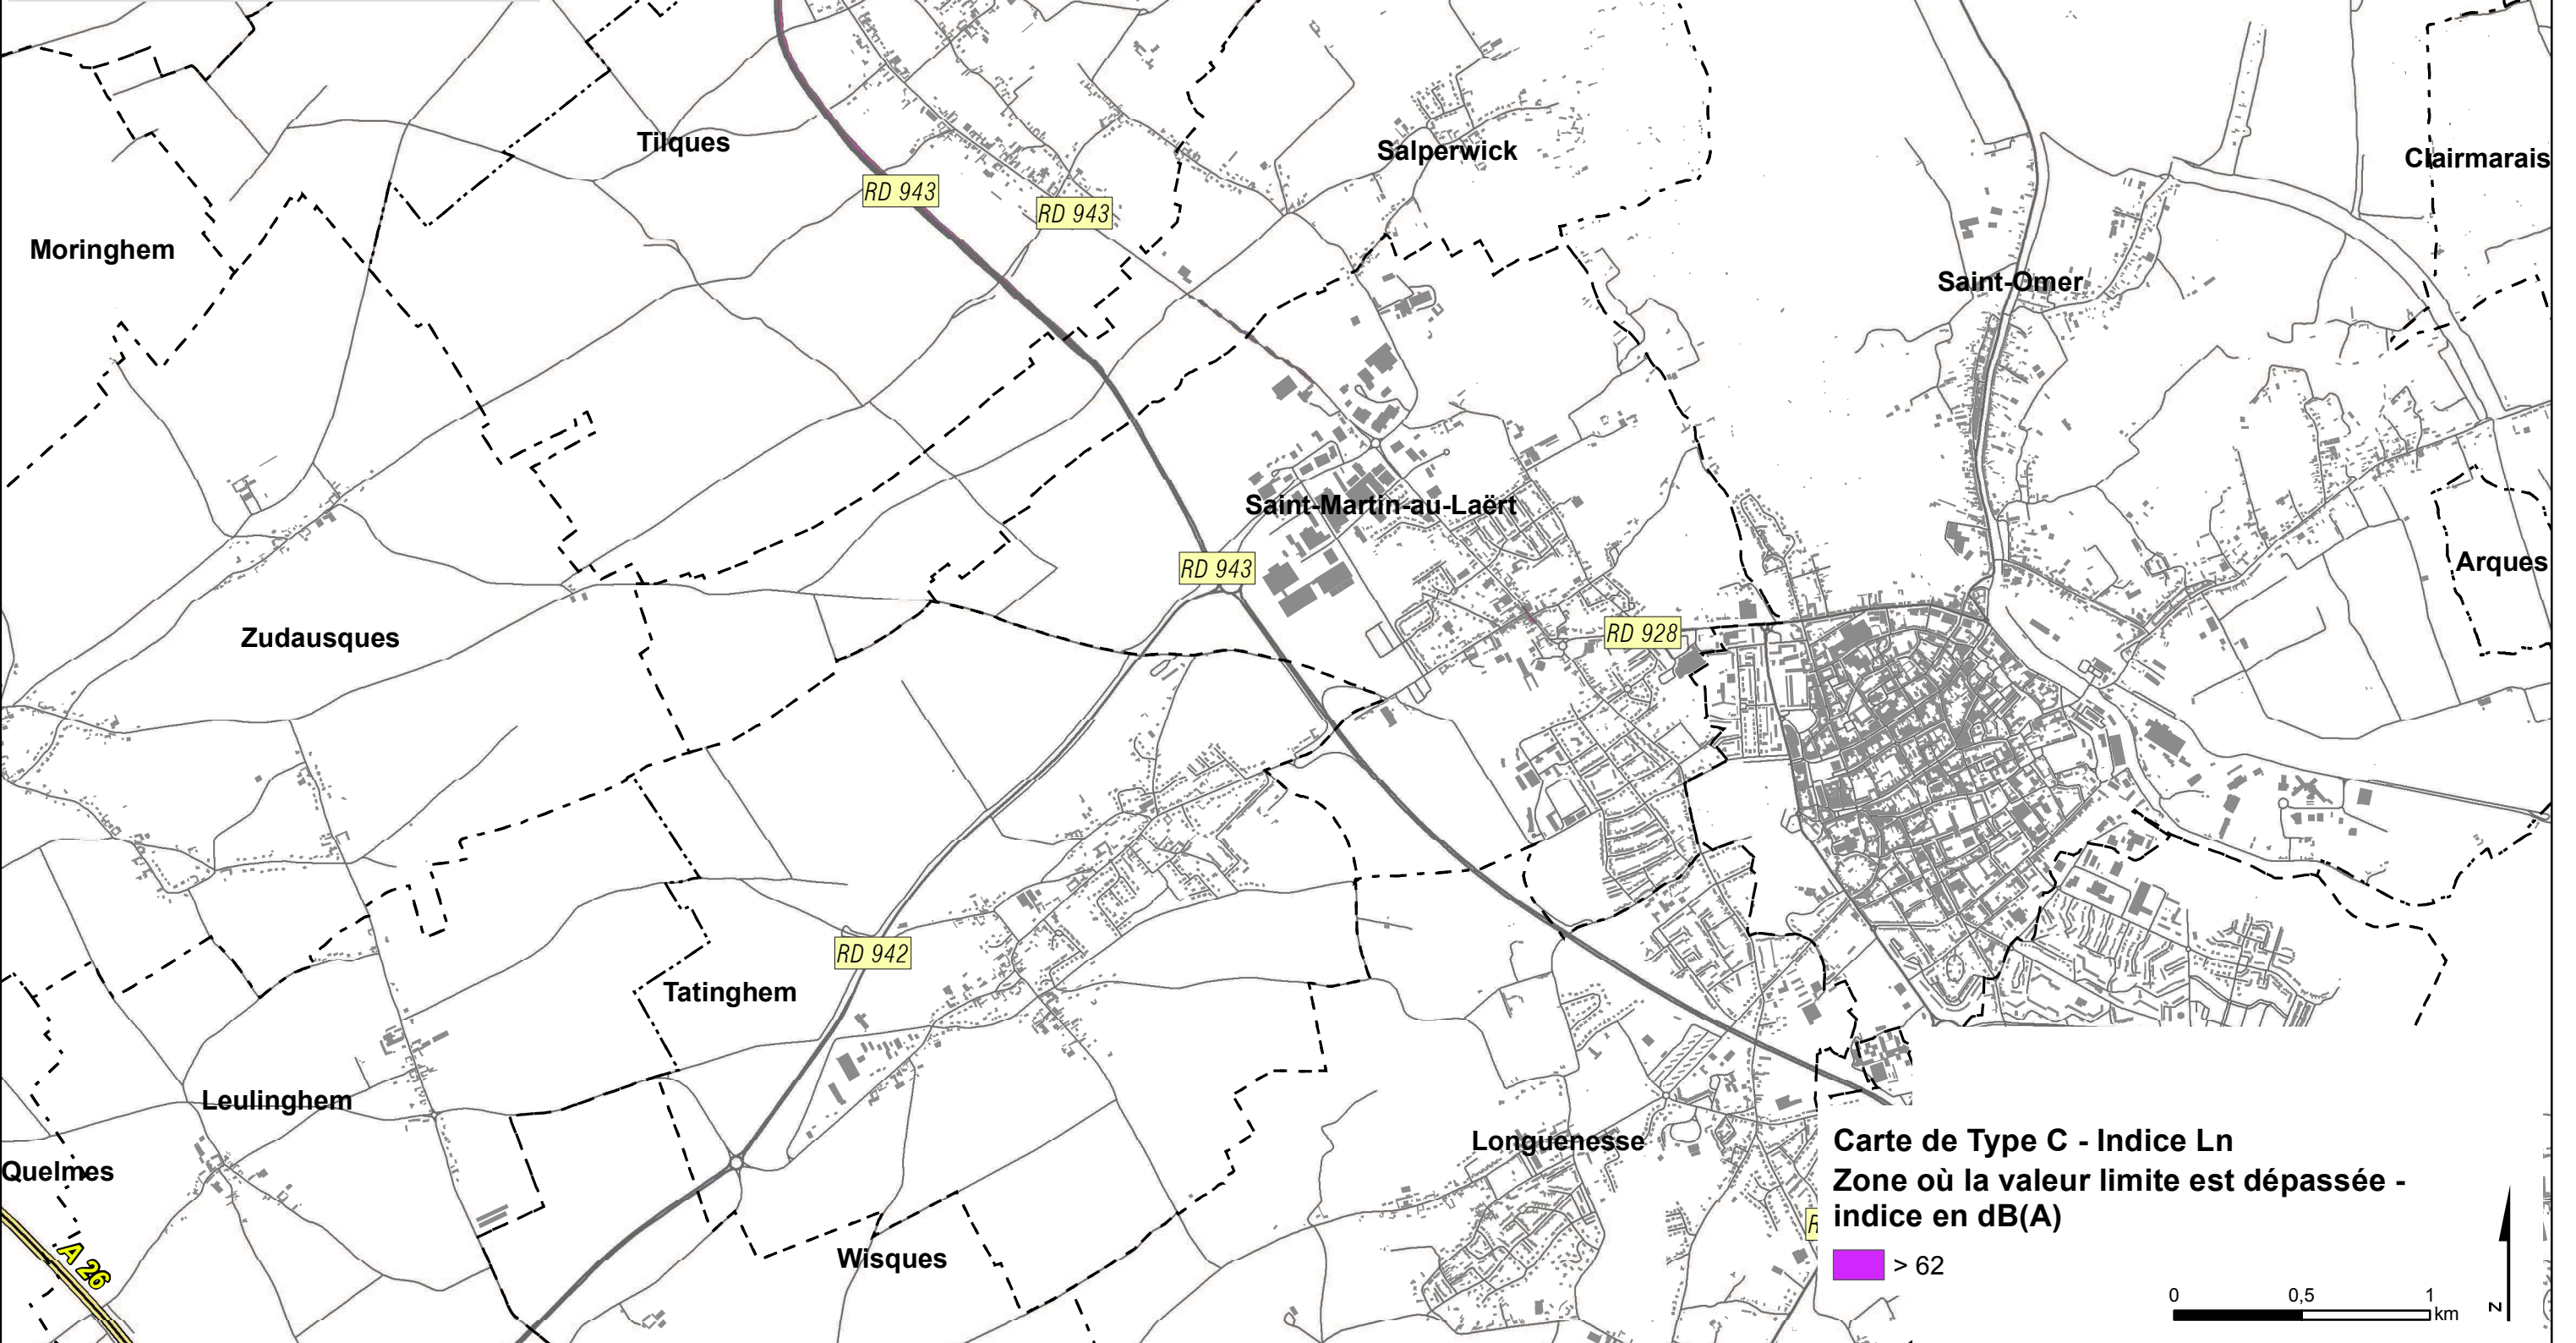 Tilques
Salperwick
Clairmarais
RD 943
RD 943
Moringhem
Saint-Omer
Saint-Martin-au-Laërt
RD 943
Arques
RD 928
Zudausques
RD 942
Tatinghem
Leulinghem
Longuenesse
Quelmes
A 26
Wisques
R
Carte de Type C - Indice Ln
Zone où la valeur limite est dépassée -
indice en dB(A)
> 62
0 0,5 1
km
N